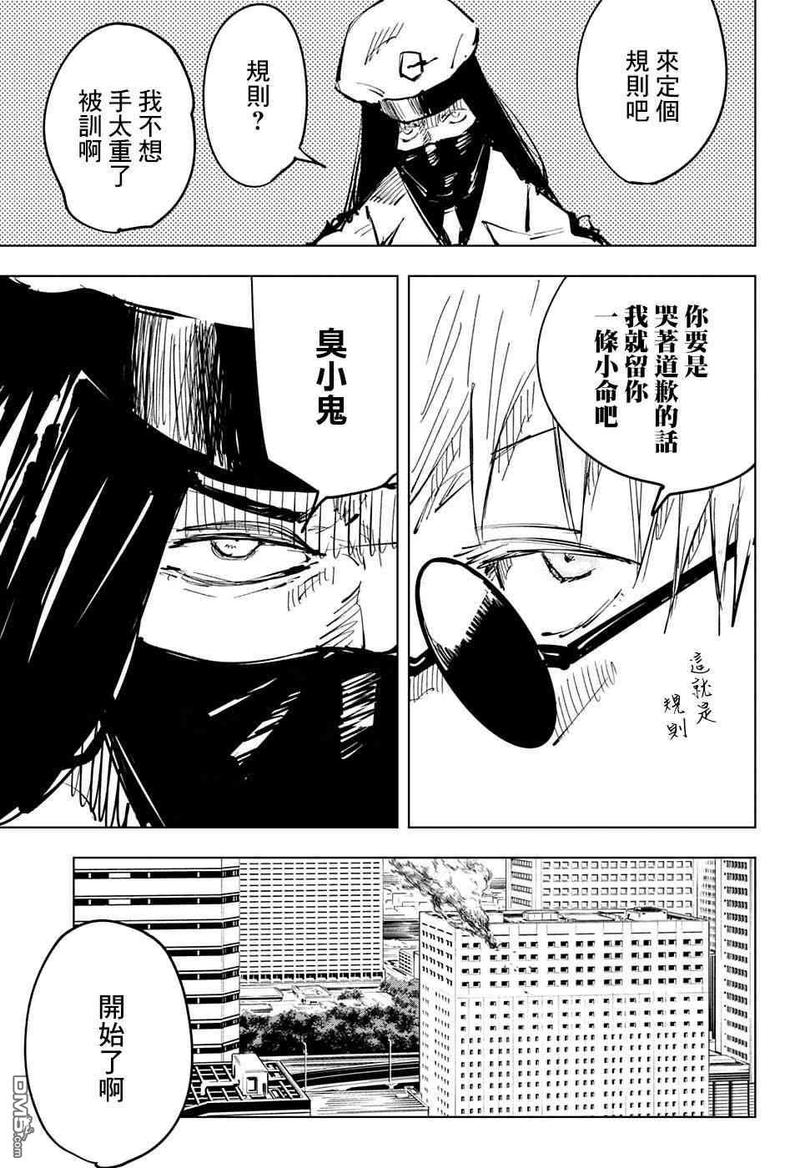 來定個
規則吧
規則?
我不想
手太重了
被訓啊
你要是
哭著道歉的話
我就留你
一條小命吧
這就是
規則
臭小鬼
開始了啊
DM5
.com